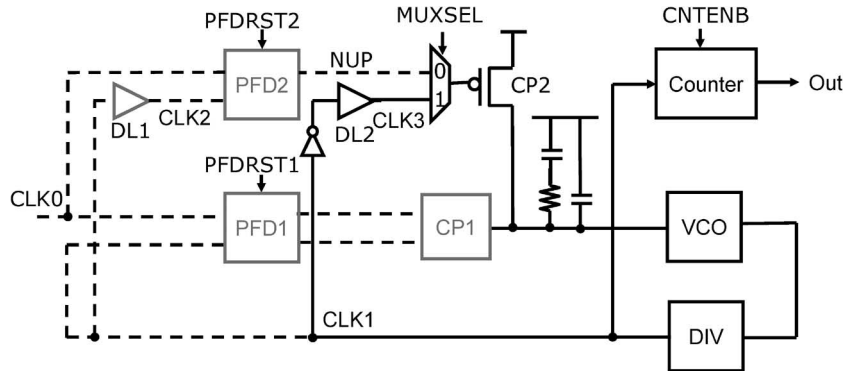 PFDRST2
MUXSEL
CNTENB
NUP
0
1
PFD2
CP2
Counter
Out
DL1
CLK2
DL2
CLK3
PFDRST1
CLK0
PFD1
CP1
VCO
CLK1
DIV